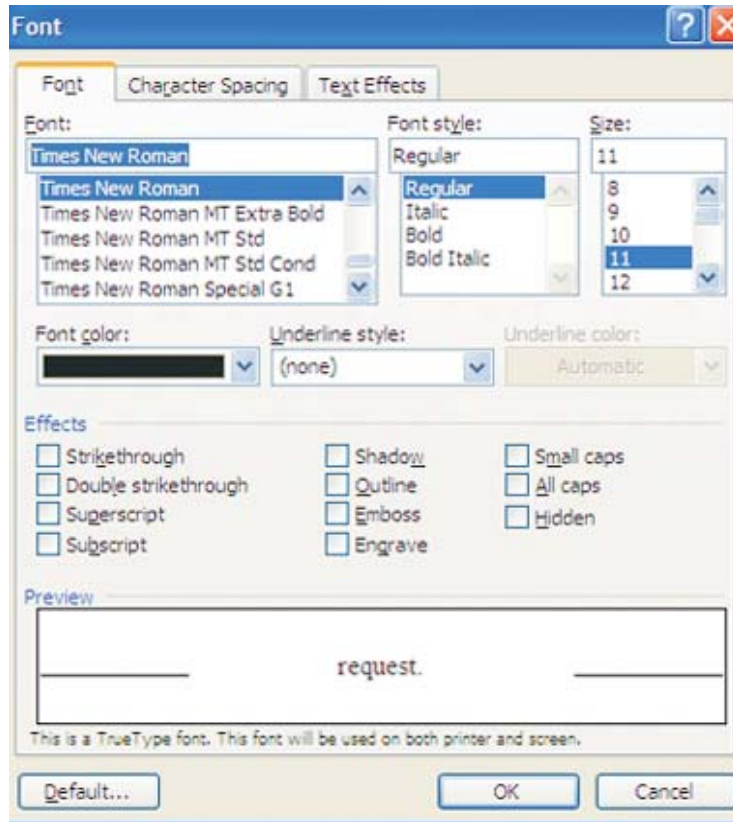 Font
Font Character Spacing Text Effects
Font: Font style: Size:
Times New Roman Regular 11
Times New Roman Regular 8
Times New Roman MT Extra Bold Italic 9
Times New Roman MT Std Bold 10
Times New Roman MT Std Cond Bold Italic 11
Times New Roman Special G1 12
Font color: Underline style: Underline color:
(none) Automatic
Effects
Strikethrough Shadow Small caps
Double strikethrough Outline All caps
Superscript Emboss Hidden
Subscript Engrave
Preview
request.
This is a TrueType font. This font will be used on both printer and screen.
Default... OK Cancel